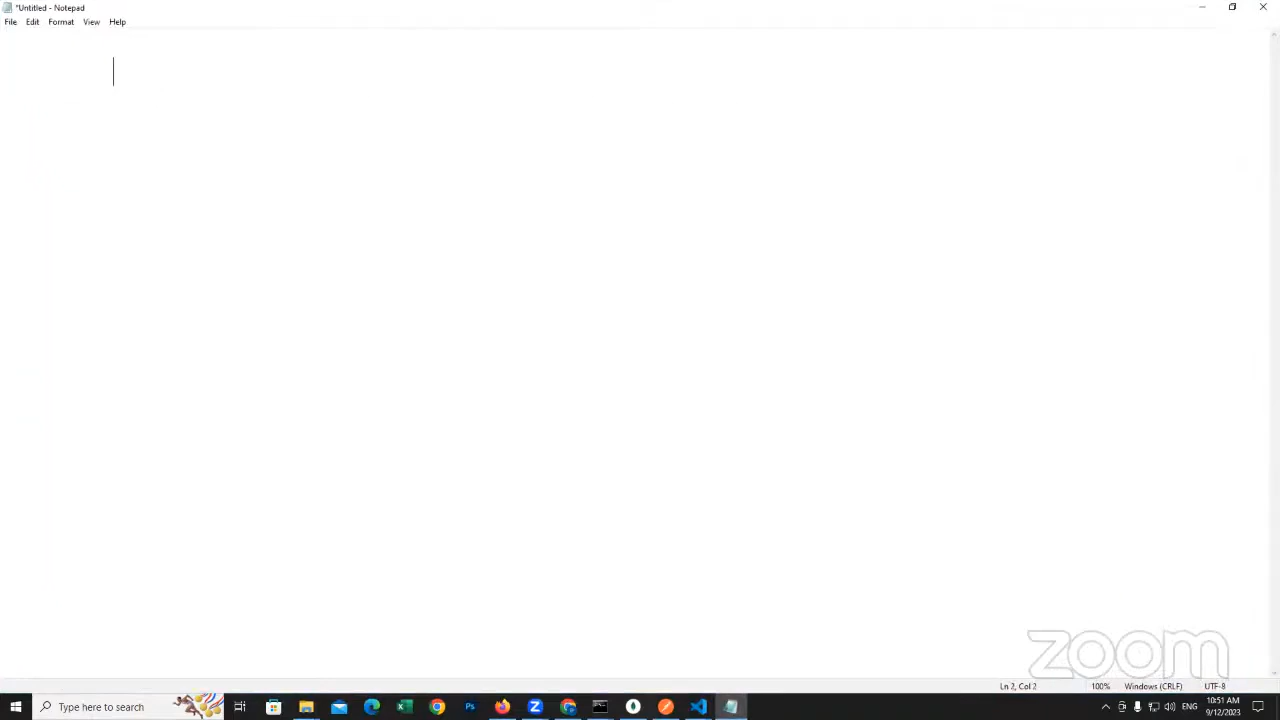 *Untitled - Notepad
File Edit Format View Help
zoom
Ln 2, Col 2 100% Windows (CRLF) UTF-8
Type here to search
ENG
10:51 AM
9/12/2023